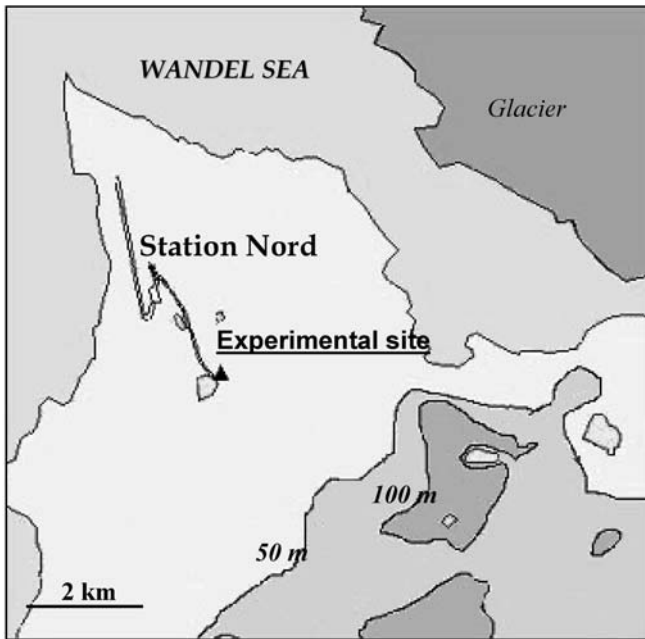 WANDEL SEA
Glacier
Station Nord
Experimental site
100 m
50 m
2 km